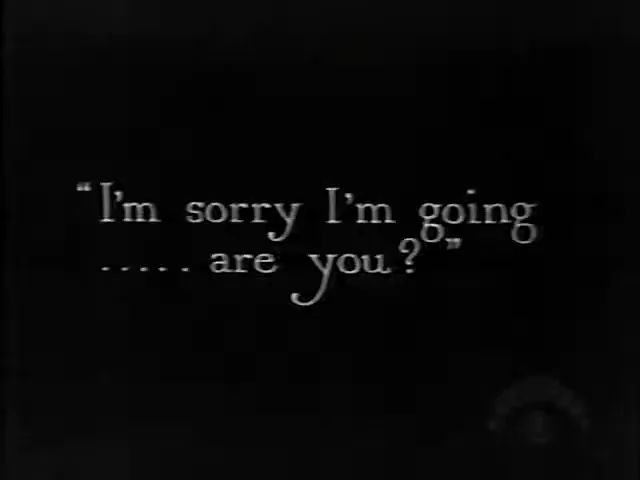 “I'm sorry I'm going
..... are you?”